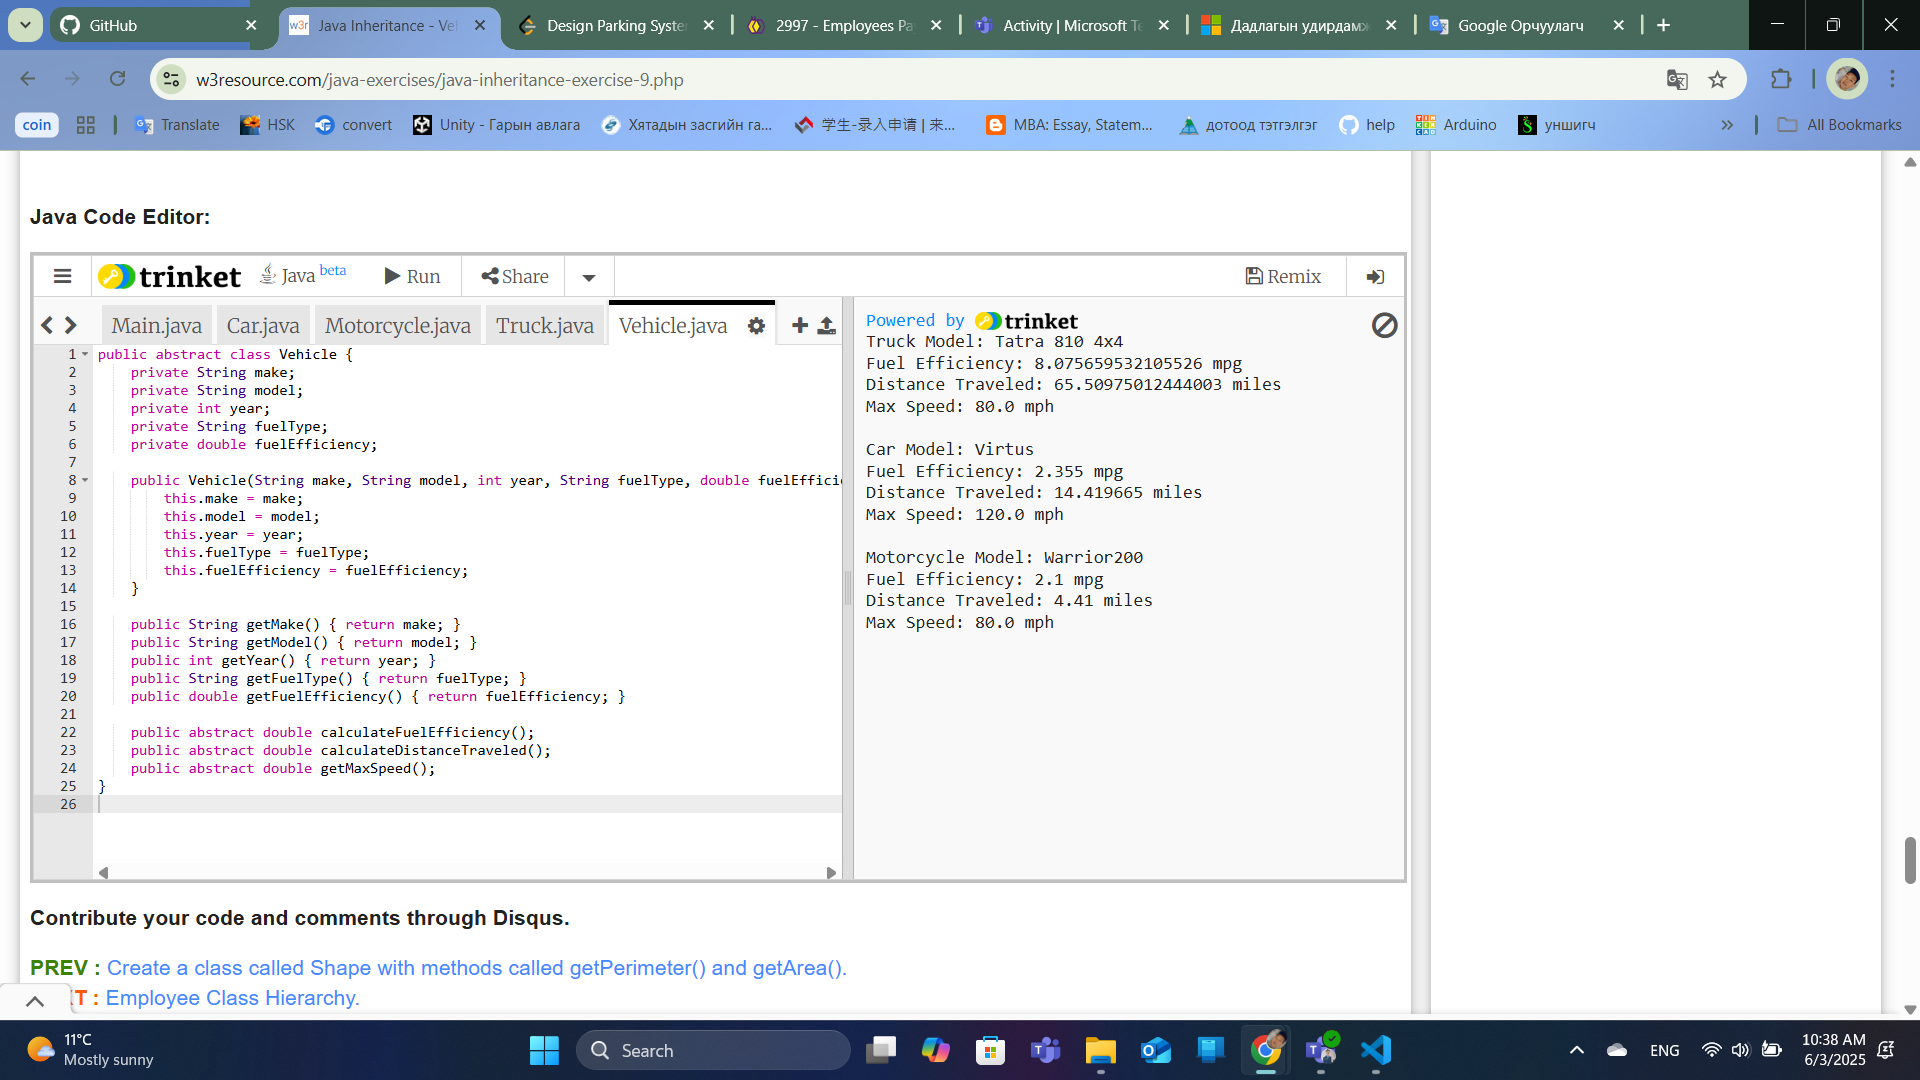 GitHub
Java Inheritance - Veh
Design Parking Syste
2997 - Employees Pa
Activity | Microsoft Te
Дадлагын удирдамж
Google Орчуулагч
w3resource.com/java-exercises/java-inheritance-exercise-9.php
coin
Translate
HSK
convert
Unity - Гарын авлага
Хятадын засгийн га...
学生-录入申请 | 来...
MBA: Essay, Statem...
дотоод тэтгэлгэг
help
Arduino
уншигч
All Bookmarks
Java Code Editor:
trinket
Java beta
Run
Share
Remix
Main.java
Car.java
Motorcycle.java
Truck.java
Vehicle.java
1 public abstract class Vehicle {
2 private String make;
3 private String model;
4 private int year;
5 private String fuelType;
6 private double fuelEfficiency;
7
8 public Vehicle(String make, String model, int year, String fuelType, double fuelEffici
9 this.make = make;
10 this.model = model;
11 this.year = year;
12 this.fuelType = fuelType;
13 this.fuelEfficiency = fuelEfficiency;
14 }
15
16 public String getMake() { return make; }
17 public String getModel() { return model; }
18 public int getYear() { return year; }
19 public String getFuelType() { return fuelType; }
20 public double getFuelEfficiency() { return fuelEfficiency; }
21
22 public abstract double calculateFuelEfficiency();
23 public abstract double calculateDistanceTraveled();
24 public abstract double getMaxSpeed();
25 }
26
Powered by trinket
Truck Model: Tatra 810 4x4
Fuel Efficiency: 8.075659532105526 mpg
Distance Traveled: 65.50975012444003 miles
Max Speed: 80.0 mph
Car Model: Virtus
Fuel Efficiency: 2.355 mpg
Distance Traveled: 14.419665 miles
Max Speed: 120.0 mph
Motorcycle Model: Warrior200
Fuel Efficiency: 2.1 mpg
Distance Traveled: 4.41 miles
Max Speed: 80.0 mph
Contribute your code and comments through Disqus.
PREV : Create a class called Shape with methods called getPerimeter() and getArea().
T : Employee Class Hierarchy.
11°C
Mostly sunny
Search
ENG
10:38 AM
6/3/2025